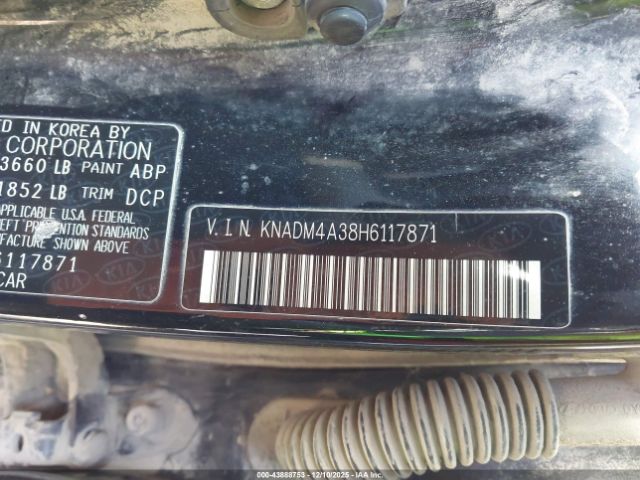 D IN KOREA BY
CORPORATION
3660 LB PAINT ABP
1852 LB TRIM DCP
APPLICABLE U.S.A. FEDERAL
EFT PREVENTION STANDARDS
FACTURE SHOWN ABOVE
6117871
CAR
V.I.N. KNADM4A38H6117871
-000-43888753 - 12/10/2025 - IAA Inc.